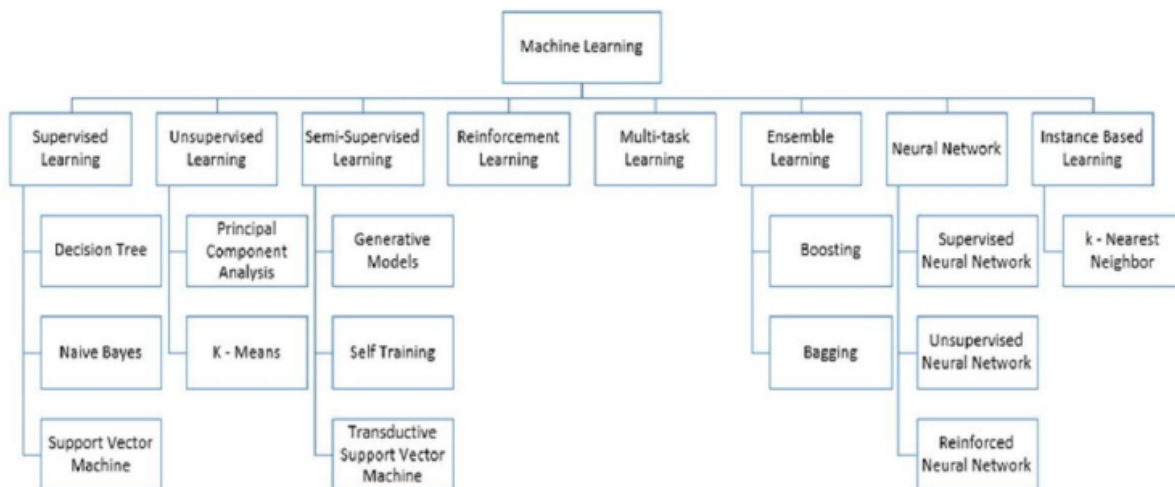 Machine Learning
Supervised
Learning
Unsupervised
Learning
Semi-Supervised
Learning
Reinforcement
Learning
Multi-task
Learning
Ensemble
Learning
Neural Network
Instance Based
Learning
Decision Tree
Principal
Component
Analysis
Generative
Models
Boosting
Supervised
Neural Network
k - Nearest
Neighbor
Naive Bayes
K - Means
Self Training
Bagging
Unsupervised
Neural Network
Support Vector
Machine
Transductive
Support Vector
Machine
Reinforced
Neural Network